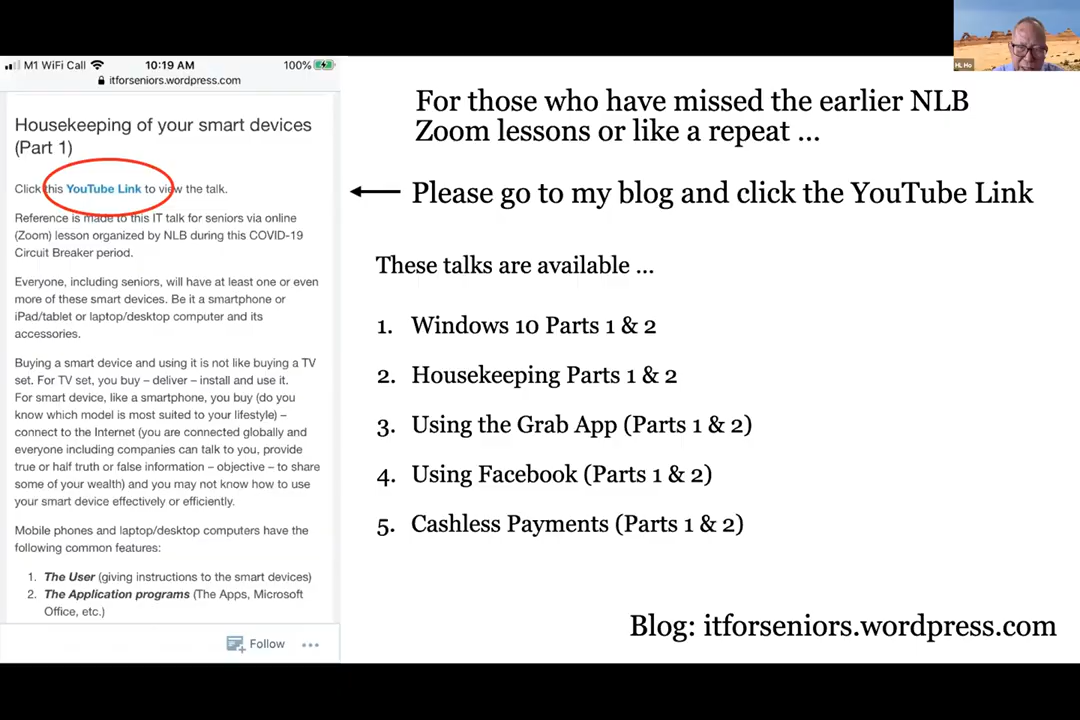 M1 WiFi Call 10:19 AM 100%
itforseniors.wordpress.com
Housekeeping of your smart devices
(Part 1)
Click this YouTube Link to view the talk.
Reference is made to this IT talk for seniors via online
(Zoom) lesson organized by NLB during this COVID-19
Circuit Breaker period.
Everyone, including seniors, will have at least one or even
more of these smart devices. Be it a smartphone or
iPad/tablet or laptop/desktop computer and its
accessories.
Buying a smart device and using it is not like buying a TV
set. For TV set, you buy – deliver – install and use it.
For smart device, like a smartphone, you buy (do you
know which model is most suited to your lifestyle) –
connect to the Internet (you are connected globally and
everyone including companies can talk to you, provide
true or half truth or false information – objective – to share
some of your wealth) and you may not know how to use
your smart device effectively or efficiently.
Mobile phones and laptop/desktop computers have the
following common features:
1. The User (giving instructions to the smart devices)
2. The Application programs (The Apps, Microsoft
Office, etc.)
Follow
For those who have missed the earlier NLB
Zoom lessons or like a repeat ...
Please go to my blog and click the YouTube Link
These talks are available ...
1. Windows 10 Parts 1 & 2
2. Housekeeping Parts 1 & 2
3. Using the Grab App (Parts 1 & 2)
4. Using Facebook (Parts 1 & 2)
5. Cashless Payments (Parts 1 & 2)
Blog: itforseniors.wordpress.com
HL Ho